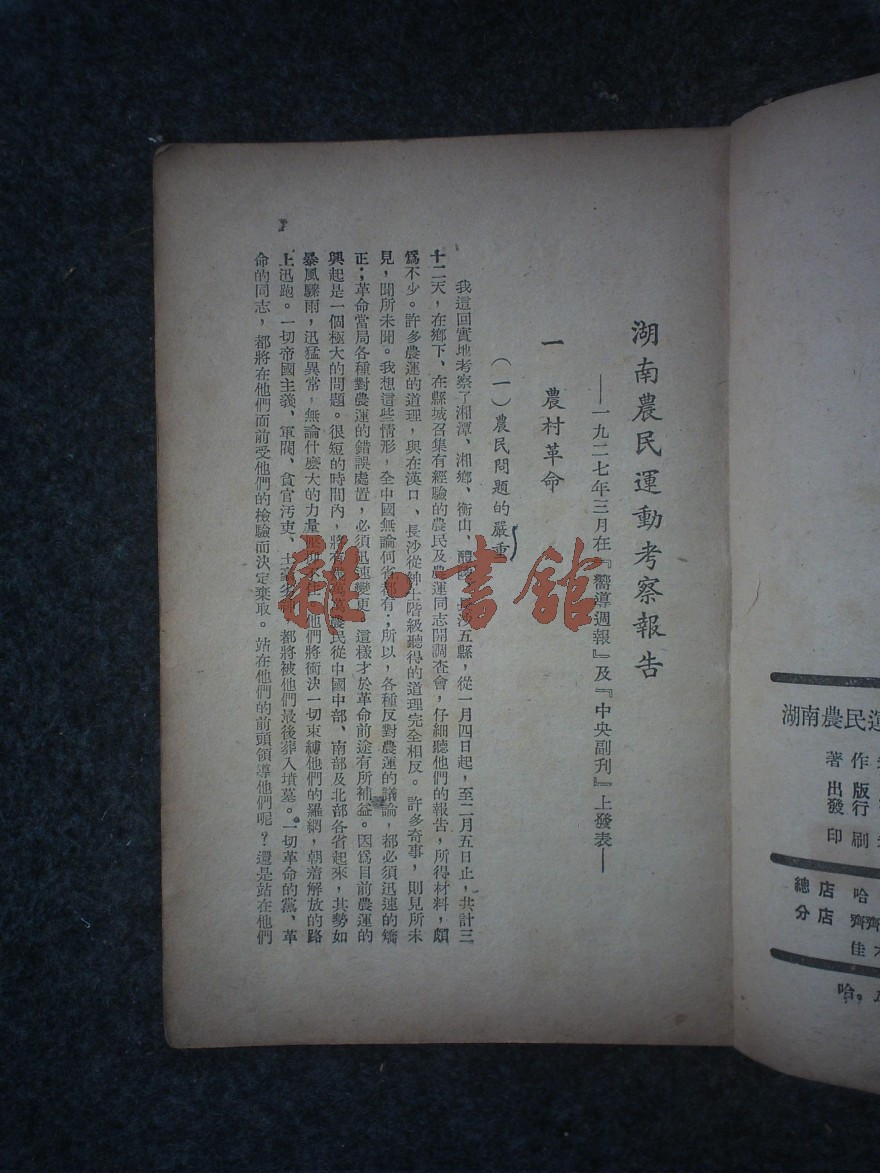 湖南農民運
著作
出版
發行
印刷
總店 哈
分店 齊齊
佳
哈。
湖南農民運動考察報告
——一九二七年三月在『嚮導週報』及『中央副刊』上發表——
一 農村革命
（一）農民問題的嚴重
我這回實地考察了湘潭、湘鄉、衡山、醴陵、長沙五縣，從一月四日起，至二月五日止，共計三
十二天，在鄉下，在縣城召集有經驗的農民及農運同志開調查會，仔細聽他們的報告，所得材料，頗
爲不少。許多農運的道理，與在漢口、長沙從紳士階級聽得的道理完全相反。許多奇事，則見所未
見，聞所未聞。我想這些情形，全中國無論何省都有；所以，各種反對農運的議論，都必須迅速的矯
正；革命當局各種對農運的錯誤處置，必須迅速變更 這樣才於革命前途有所補益。因爲目前農運的
興起是一個極大的問題。很短的時間內，將有萬萬農民從中國中部、南部及北部各省起來，其勢如
暴風驟雨，迅猛異常，無論什麼大的力量 他們將衝決一切束縛他們的羅網，朝着解放的路
上迅跑。一切帝國主義、軍閥、貪官污吏、土豪劣 都將被他們最後葬入墳墓。一切革命的黨、革
命的同志，都將在他們面前受他們的檢驗而決定棄取。站在他們的前頭領導他們呢？還是站在他們
雜·書館